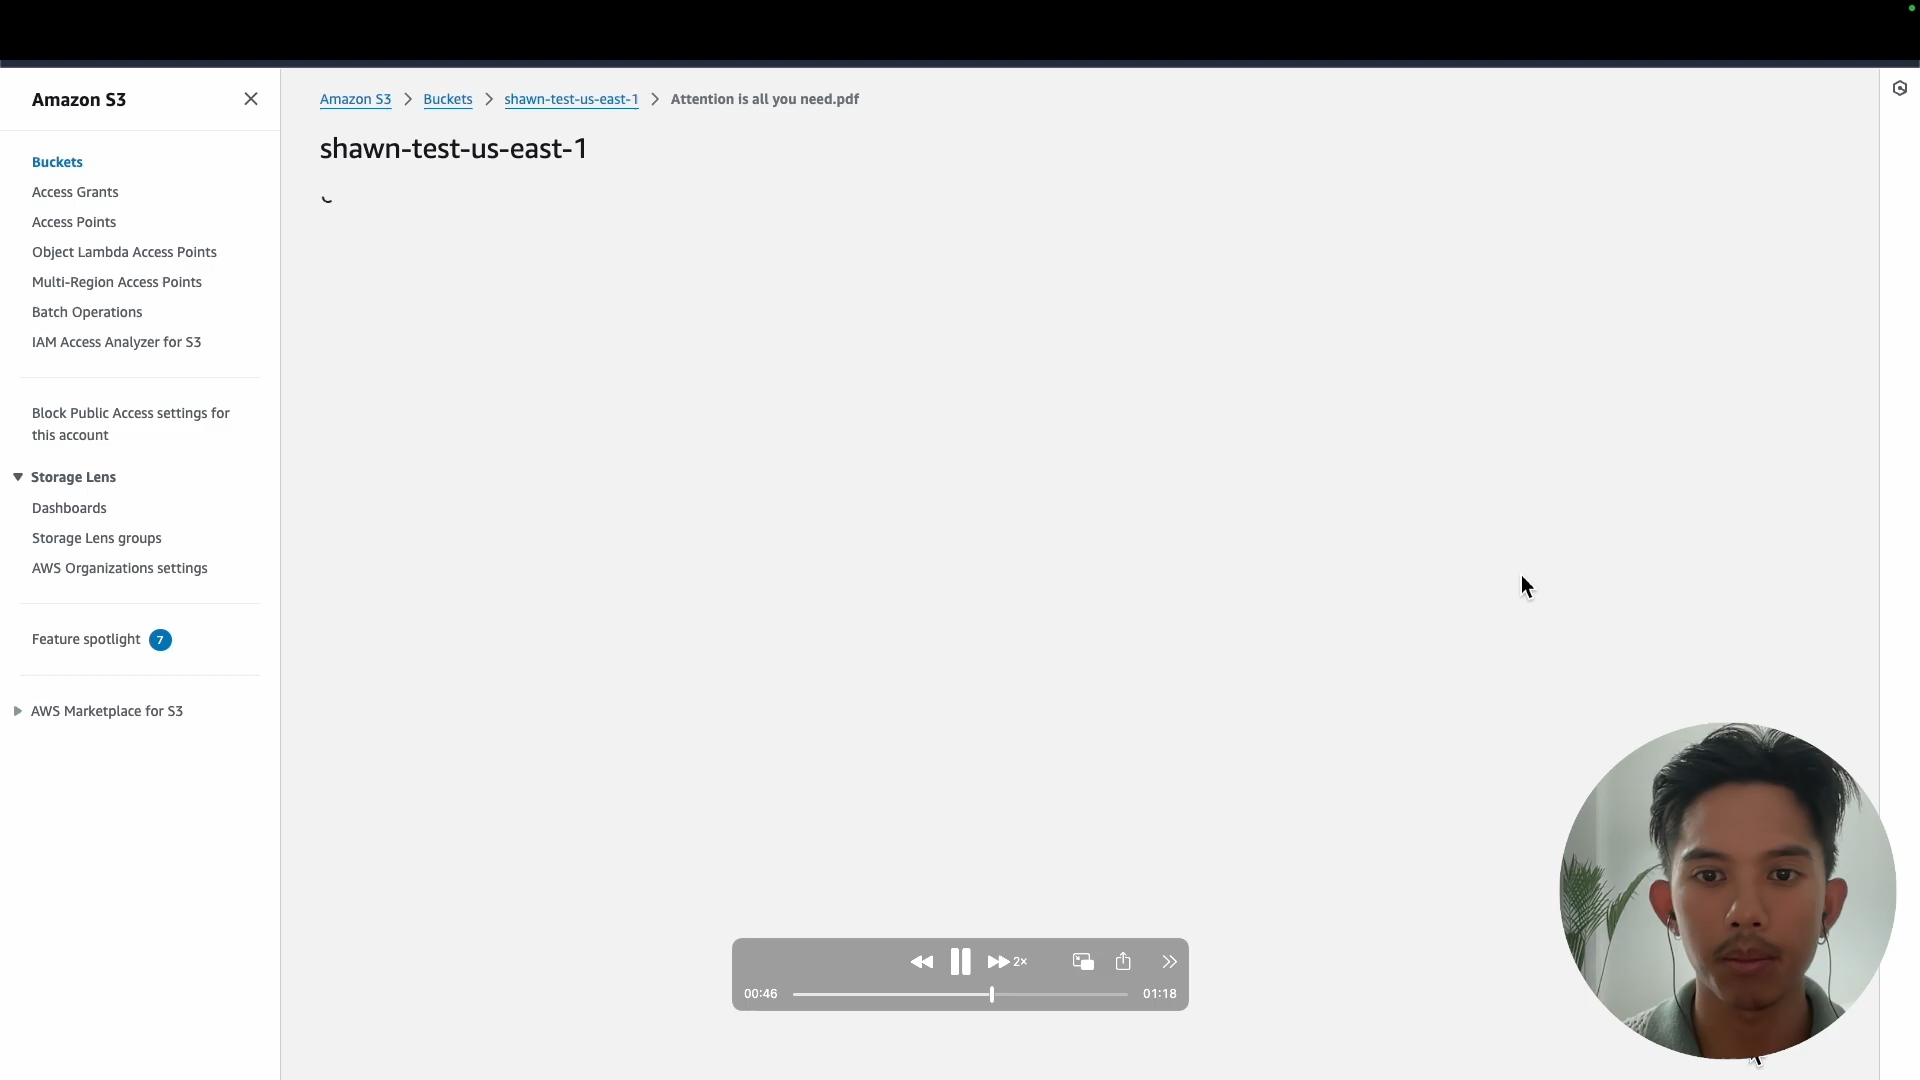 Amazon S3
Amazon S3 > Buckets > shawn-test-us-east-1 > Attention is all you need.pdf
shawn-test-us-east-1
Buckets
Access Grants
Access Points
Object Lambda Access Points
Multi-Region Access Points
Batch Operations
IAM Access Analyzer for S3
Block Public Access settings for
this account
Storage Lens
Dashboards
Storage Lens groups
AWS Organizations settings
Feature spotlight 7
AWS Marketplace for S3
2×
00:46 01:18